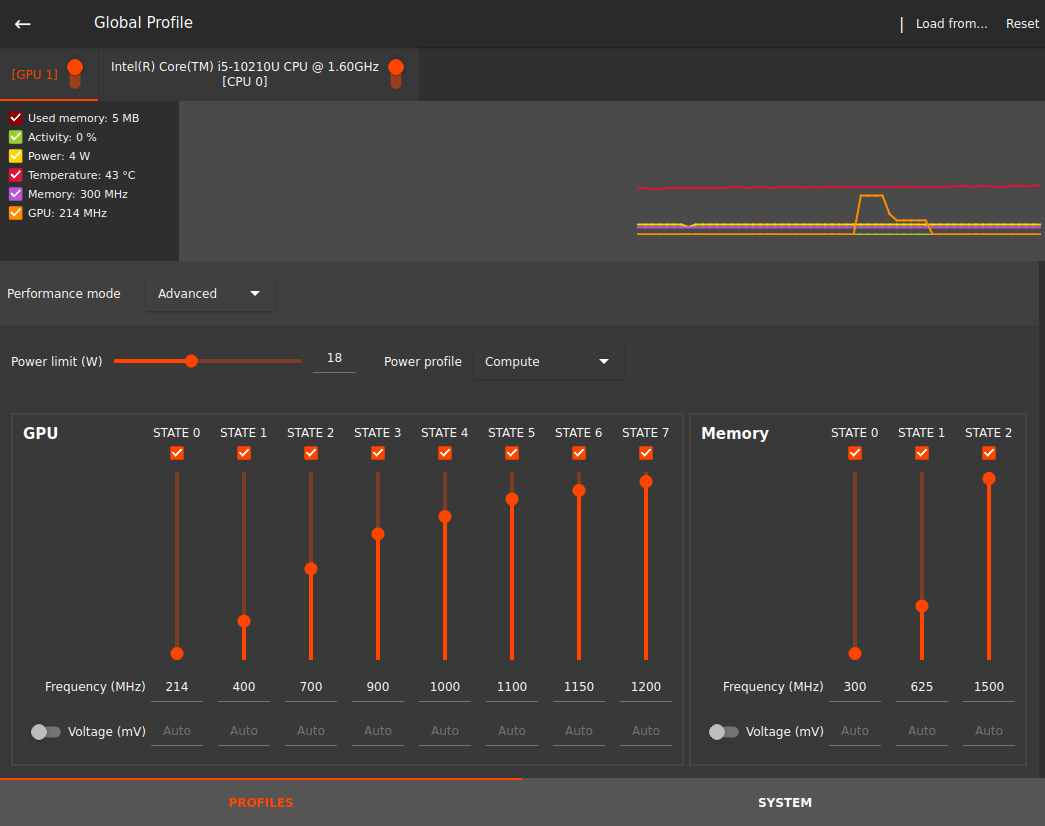 Global Profile
Load from... Reset
[GPU 1]
Intel(R) Core(TM) i5-10210U CPU @ 1.60GHz
[CPU 0]
Used memory: 5 MB
Activity: 0 %
Power: 4 W
Temperature: 43 °C
Memory: 300 MHz
GPU: 214 MHz
Performance mode Advanced
Power limit (W) 18 Power profile Compute
GPU STATE 0 STATE 1 STATE 2 STATE 3 STATE 4 STATE 5 STATE 6 STATE 7
Frequency (MHz) 214 400 700 900 1000 1100 1150 1200
Voltage (mV) Auto Auto Auto Auto Auto Auto Auto Auto
Memory STATE 0 STATE 1 STATE 2
Frequency (MHz) 300 625 1500
Voltage (mV) Auto Auto Auto
PROFILES SYSTEM